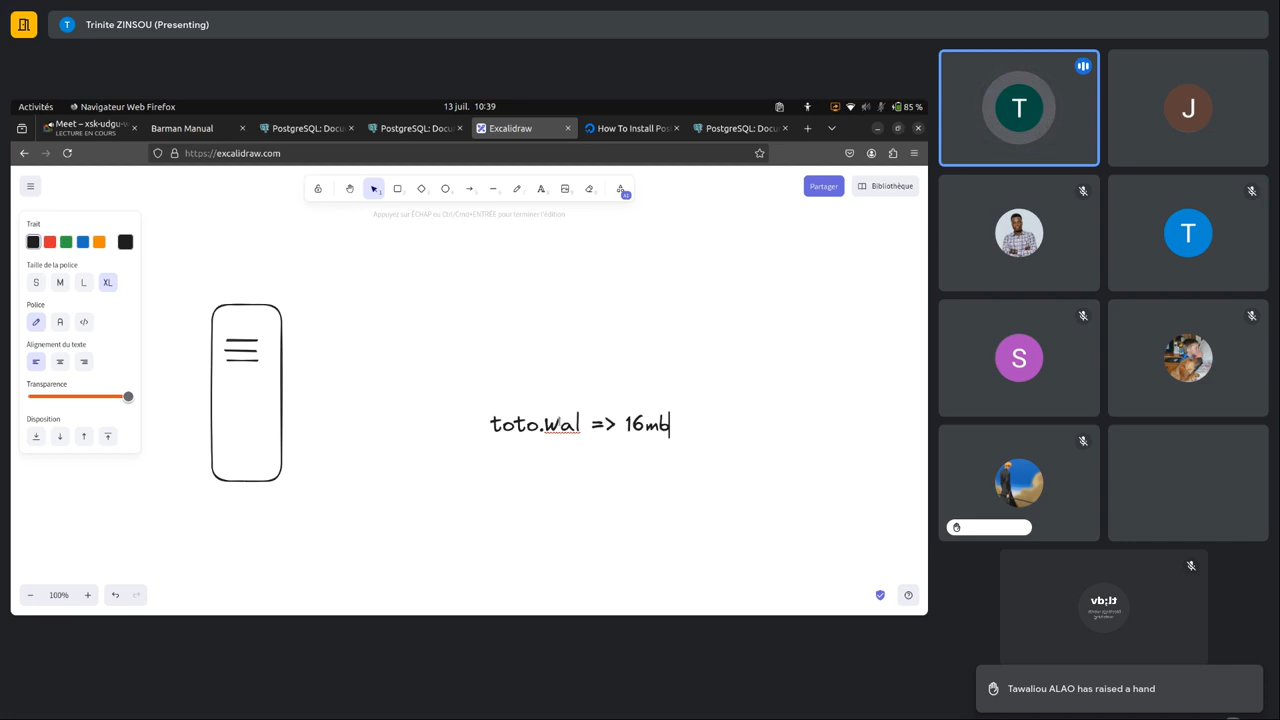 T Trinite ZINSOU (Presenting)
Activités Navigateur Web Firefox 13 juil. 10:39 85 %
Meet – xsk-udgu-
LECTURE EN COURS
Barman Manual
PostgreSQL: Docu
PostgreSQL: Docu
Excalidraw
How To Install Pos
PostgreSQL: Docu
https://excalidraw.com
Partager
Bibliothèque
Appuyez sur ÉCHAP ou Ctrl/Cmd+ENTRÉE pour terminer l'édition
Trait
Taille de la police
S M L XL
Police
Alignement du texte
Transparence
Disposition
toto.wal => 16mb
100%
T
J
T
S
Tawaliou ALAO has raised a hand